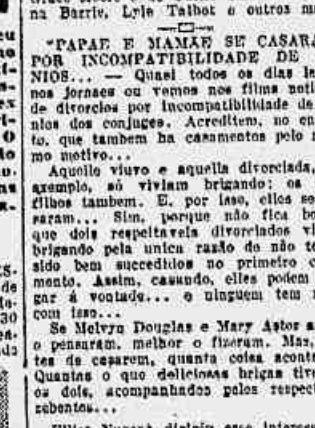 na Barrie, Lyle Talbot e outros
"PAPAE E MAMÃE SE CASARA
POR INCOMPATIBILIDADE DE
NIOS... — Quasi todos os dias le
nos jornaes ou vemos nos films noti
de divorcios por incompatibilidade de
nios dos conjuges. Acreditem, no en
to, que tambem ha casamentos pelo
mo motivo...
Aquelle viuvo e aquella divorciada,
exemplo, só viviam brigando; os
filhos tambem. E, por isso, elles se
saram... Sim, porque não fica bo
que dois respeitaveis divorciados vi
brigando pela unica razão de não te
sido bem succedidos no primeiro c
mento. Assim, casando, elles podem
gar á vontade... e ninguem tem
com isso...
Se Melvyn Douglas e Mary Astor a
o pensaram, melhor o fizeram. Mas,
tes de casarem, quanta coisa acont
Quantas e que deliciosas brigas tive
os dois, acompanhados pelos respect
rebentos...